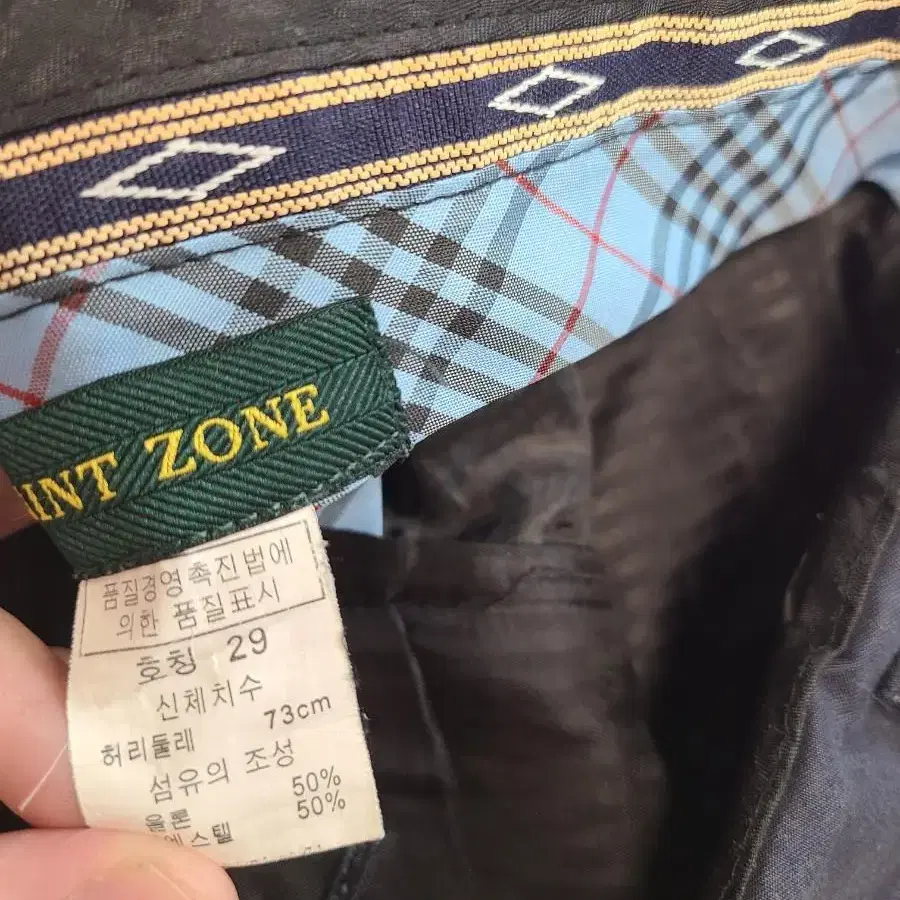 INT ZONE
품질경영촉진법에
의한 품질표시
호칭 29
신체치수
허리둘레 73cm
섬유의 조성
50%
50%